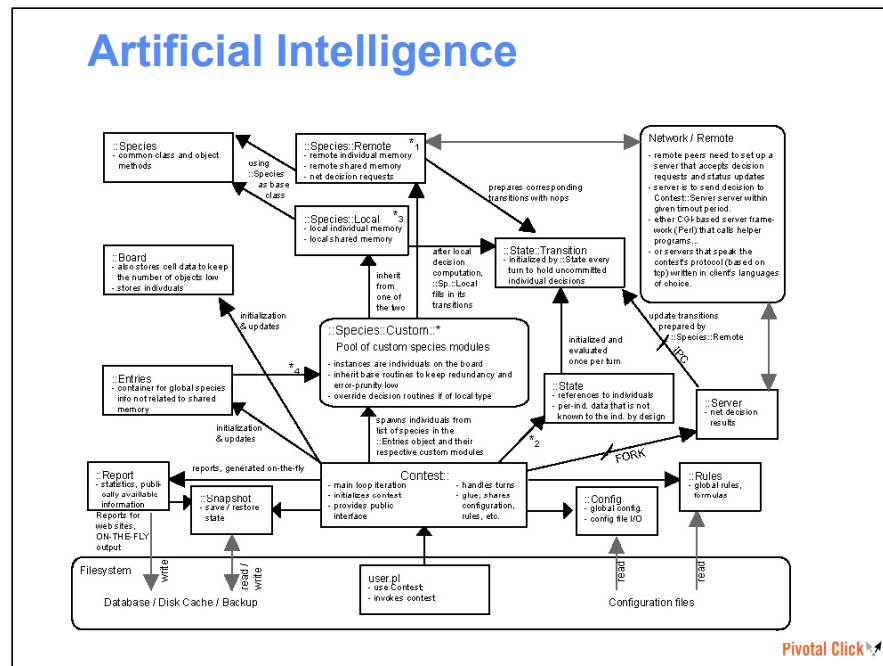 Artificial Intelligence
::Species
- common class and object
methods
using
::Species
as base
class
::Species::Remote
*1
- remote individual memory
- remote shared memory
- net decision requests
prepares corresponding
transitions with nops
Network / Remote
- remote peers need to set up a
server that accepts decision
requests and status updates
- server is to send decision to
Contest::Server server within
given timout period.
- ether CGI-based server frame-
work (Perl) that calls helper
programs...
- or servers that speak the
contest's protocol (based on
tcp) written in client's languages
of choice.
::Species::Local
*3
- local individual memory
- local shared memory
::Board
- also stores cell data to keep
the number of objects low
- stores indivduals
inherit
from
one of
the two
after local
decision
computation,
::Sp.::Local
fills in its
transitions
::State::Transition
- initialized by ::State every
turn to hold uncommitted
individual decisions
initialization
& updates
::Species::Custom::*
Pool of custom species modules
- instances are individuals on the
board
- inherit base routines to keep redundancy and
error-prunity low
- override decision routines if of local type
initialized and
evaluated
once per turn
update transitions
prepared by
::Species::Remote
IPC
::Entries
- container for global species
info not related to shared
memory
*4
::State
- references to individuals
- per-ind. data that is not
known to the ind. by design
::Server
- net decision
results
initialization
& updates
spawns individuals from
list of species in the
::Entries object and their
respective custom modules
*2
FORK
::Report
- statistics, publi-
cally availlable
information
reports, generated on-the-fly
Contest::
- main loop iteration
- initializes contest
- provides public
interface
- handles turns
- glue; shares
configuration,
rules, etc.
::Rules
- global rules,
formulas
::Snapshot
- save / restore
state
::Config
- global config.
- config file I/O
Reports for
web sites,
ON-THE-FLY
output
write
read /
write
read
read
Filesystem
Database / Disk Cache / Backup
user.pl
- use Contest;
- invokes contest
Configuration files
Pivotal Click